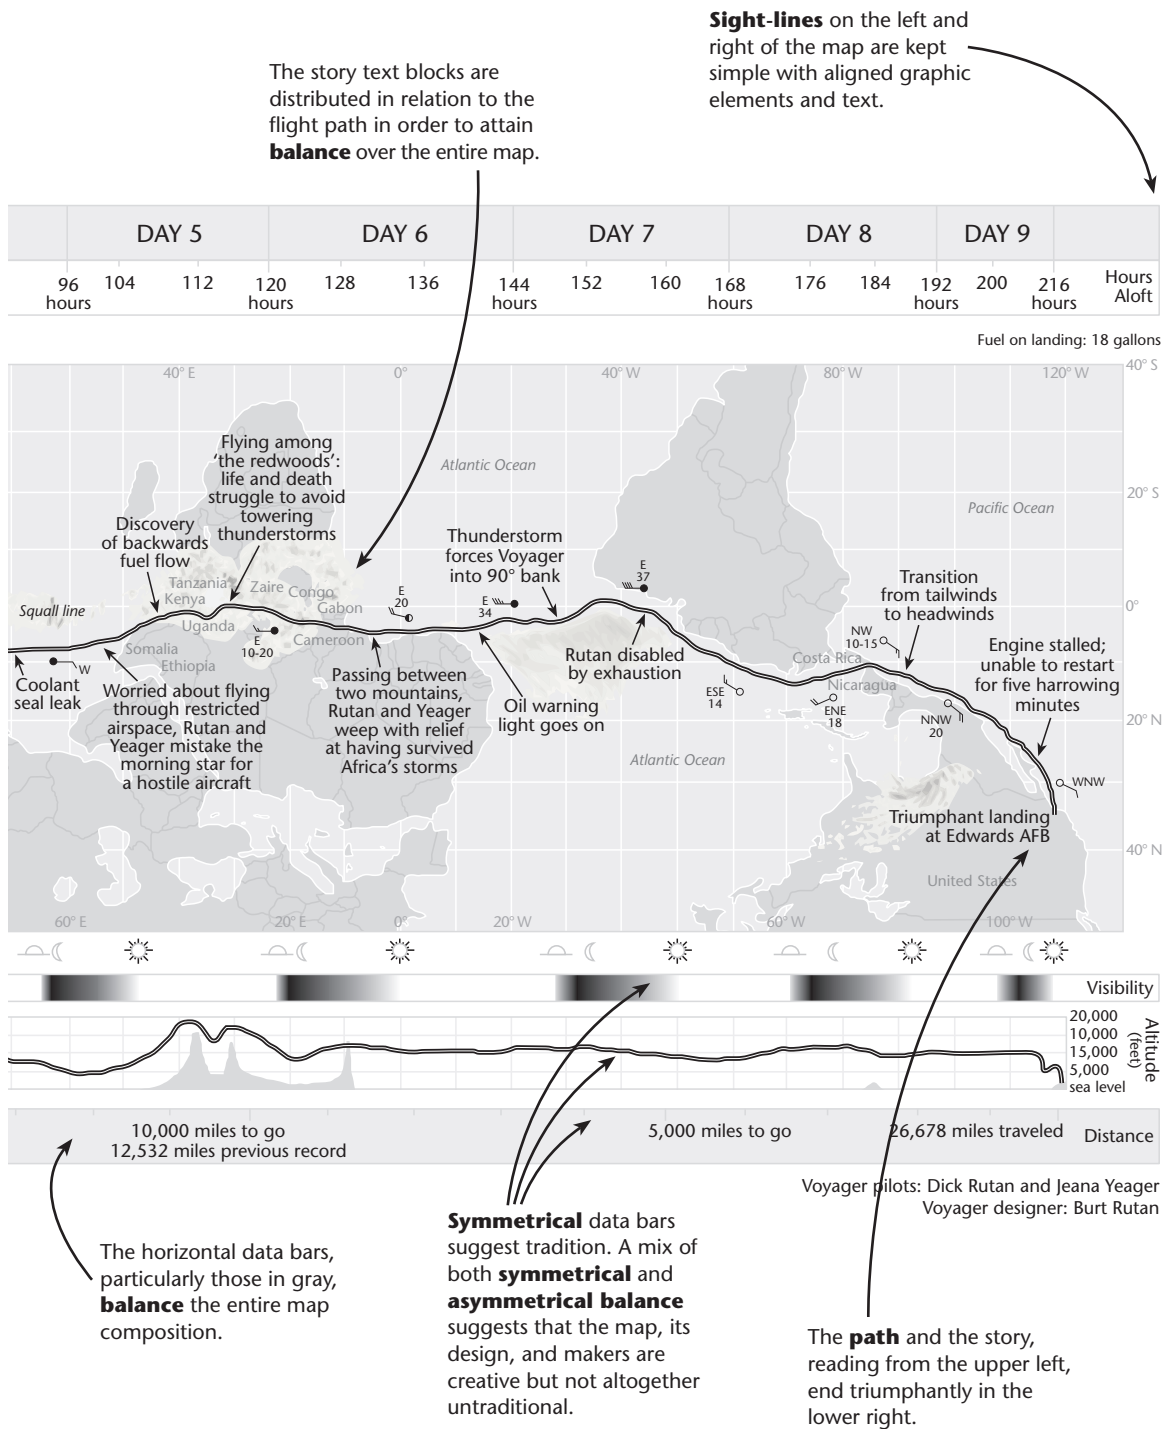 Sight-lines on the left and
right of the map are kept
simple with aligned graphic
elements and text.
The story text blocks are
distributed in relation to the
flight path in order to attain
balance over the entire map.
DAY 5 DAY 6 DAY 7 DAY 8 DAY 9
96 104 112 120 128 136 144 152 160 168 176 184 192 200 216
hours hours hours hours hours hours
Hours
Aloft
Fuel on landing: 18 gallons
40° E 0° 40° W 80° W 120° W
40° S
20° S
0°
20° N
40° N
Flying among
‘the redwoods’:
life and death
struggle to avoid
towering
thunderstorms
Atlantic Ocean
Pacific Ocean
Discovery
of backwards
fuel flow
Thunderstorm
forces Voyager
into 90° bank
E
37
Transition
from tailwinds
to headwinds
Squall line
Tanzania
Kenya
Zaire
Congo
Gabon
Uganda
Cameroon
Somalia
Ethiopia
E
10-20
E
20
E
34
W
Coolant
seal leak
Worried about flying
through restricted
airspace, Rutan and
Yeager mistake the
morning star for
a hostile aircraft
Passing between
two mountains,
Rutan and Yeager
weep with relief
at having survived
Africa’s storms
Oil warning
light goes on
Rutan disabled
by exhaustion
ESE
14
NW
10-15
Costa Rica
Nicaragua
ENE
18
NNW
20
Engine stalled;
unable to restart
for five harrowing
minutes
Atlantic Ocean
WNW
Triumphant landing
at Edwards AFB
United States
60° E 20° E 0° 20° W 60° W 100° W
Visibility
20,000
10,000
15,000
5,000
sea level
Altitude
(feet)
10,000 miles to go
12,532 miles previous record
5,000 miles to go
26,678 miles traveled
Distance
Voyager pilots: Dick Rutan and Jeana Yeager
Voyager designer: Burt Rutan
The horizontal data bars,
particularly those in gray,
balance the entire map
composition.
Symmetrical data bars
suggest tradition. A mix of
both symmetrical and
asymmetrical balance
suggests that the map, its
design, and makers are
creative but not altogether
untraditional.
The path and the story,
reading from the upper left,
end triumphantly in the
lower right.